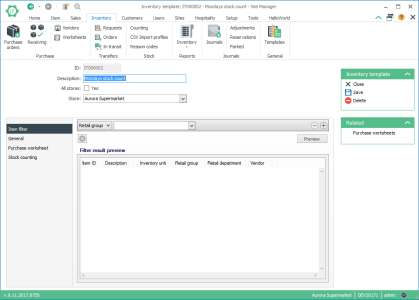 Inventory template: IT000002 - Mondays stock count - Site Manager
Home Item Sales Inventory Customers Users Sites Hospitality Setup Tools HelloWorld
Purchase orders
Receiving
Vendors
Worksheets
Purchase
Requests
Orders
In transit
Transfers
Counting
CSV Import profiles
Reason codes
Stock
Inventory
Reports
Journals
Adjustments
Reservations
Parked
Journals
Templates
General
ID: IT000002
Description: Mondays stock count
All stores: Yes
Store: Aurora Supermarket
Inventory template
Close
Save
Delete
Related
Purchase worksheets
Item filter
General
Purchase worksheet
Stock counting
Retail group
Preview
Filter result preview
Item ID Description Inventory unit Retail group Retail department Vendor
Aurora Supermarket
admin